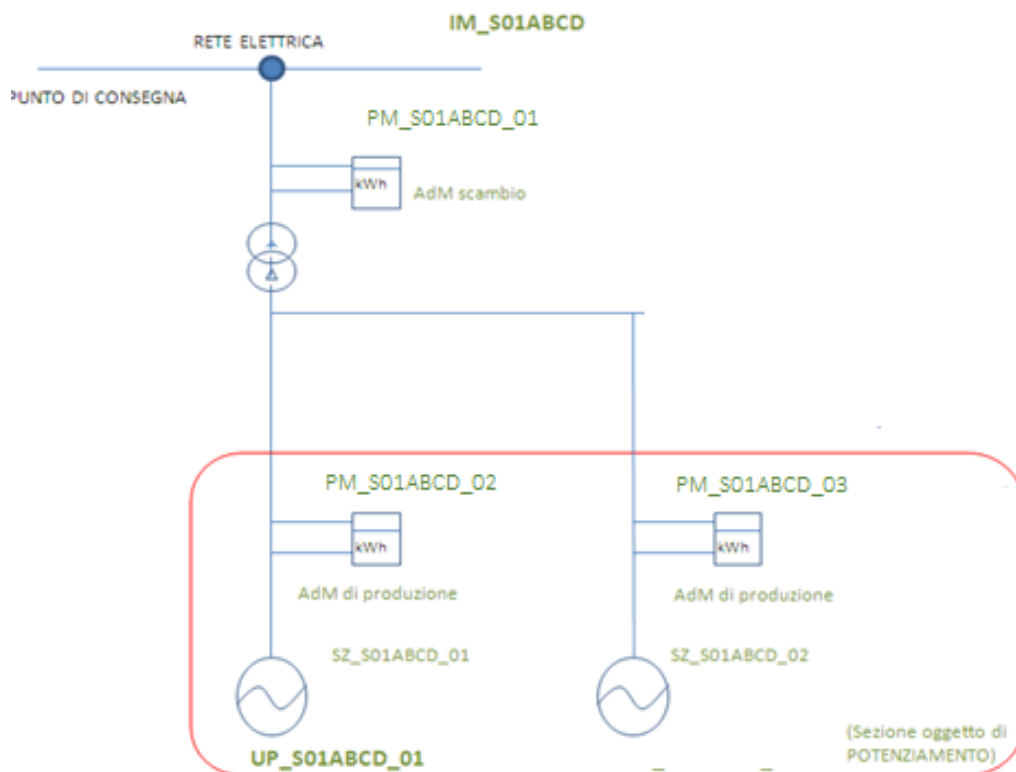 IM_S01ABCD
RETE ELETTRICA
PUNTO DI CONSEGNA
PM_S01ABCD_01
kWh
AdM scambio
PM_S01ABCD_02
PM_S01ABCD_03
kWh
kWh
AdM di produzione
AdM di produzione
SZ_S01ABCD_01
SZ_S01ABCD_02
UP_S01ABCD_01
(Sezione oggetto di
POTENZIAMENTO)